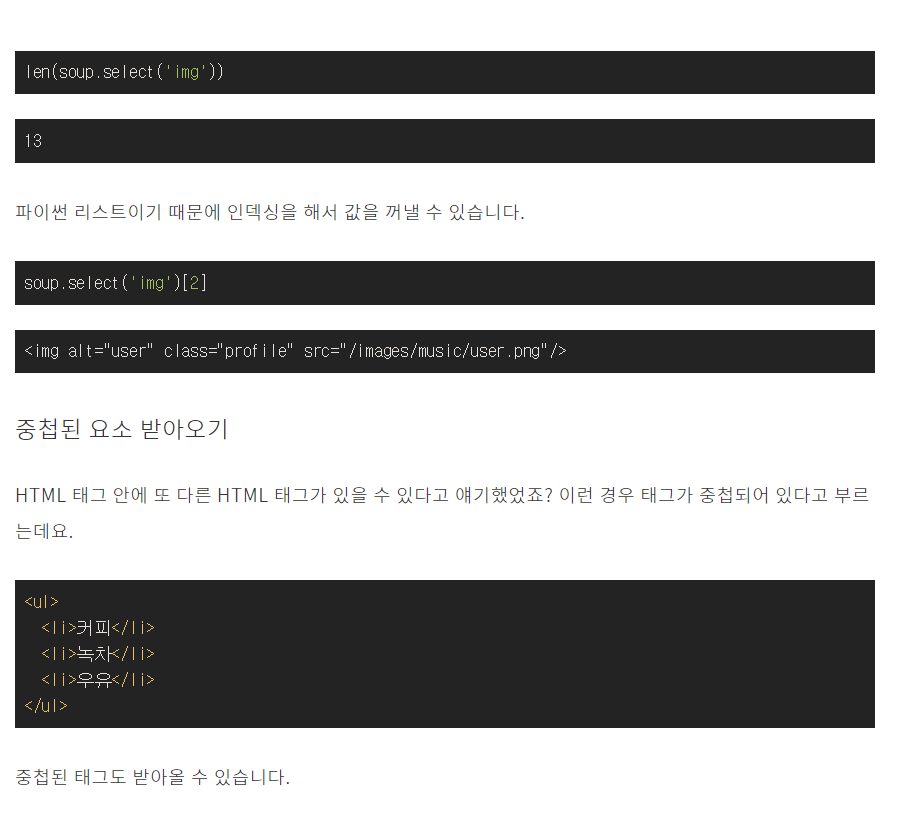 len(soup.select('img'))
13
파이썬 리스트이기 때문에 인덱싱을 해서 값을 꺼낼 수 있습니다.
soup.select('img')[2]
<img alt="user" class="profile" src="/images/music/user.png"/>
중첩된 요소 받아오기
HTML 태그 안에 또 다른 HTML 태그가 있을 수 있다고 얘기했었죠? 이런 경우 태그가 중첩되어 있다고 부르
는데요.
<ul>
  <li>커피</li>
  <li>녹차</li>
  <li>우유</li>
</ul>
중첩된 태그도 받아올 수 있습니다.